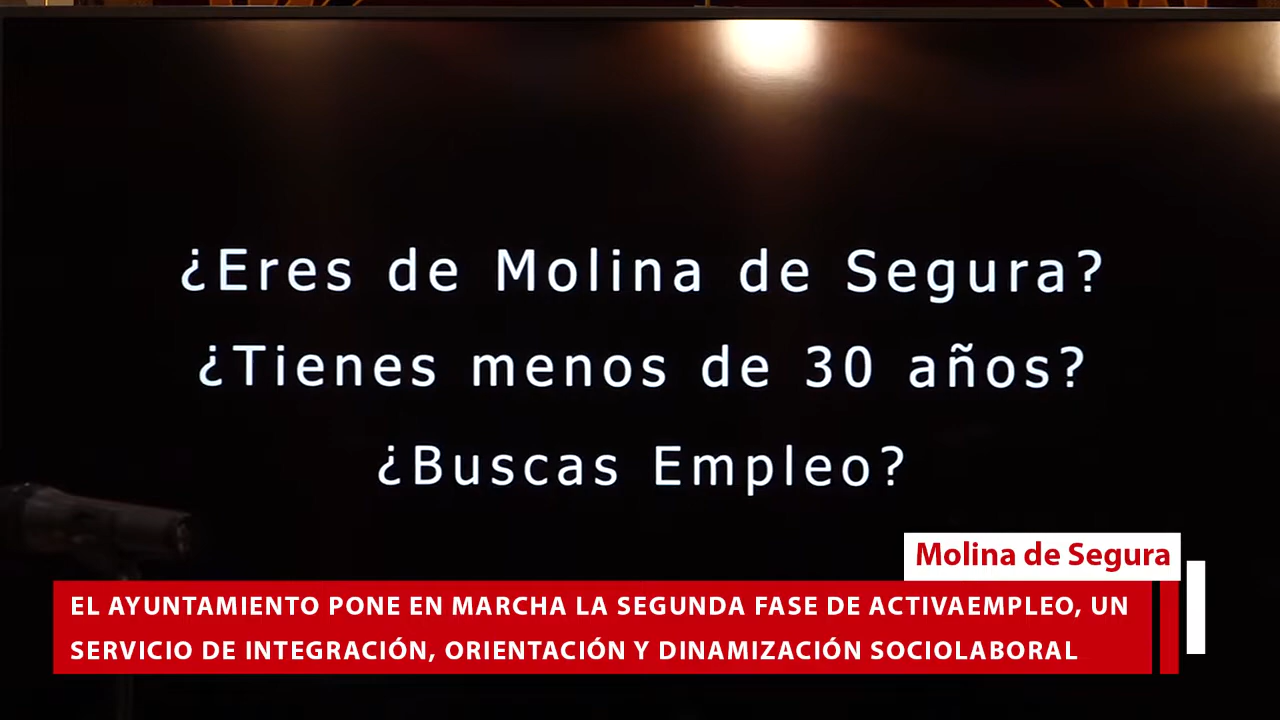 ¿Eres de Molina de Segura?
¿Tienes menos de 30 años?
¿Buscas Empleo?
Molina de Segura
EL AYUNTAMIENTO PONE EN MARCHA LA SEGUNDA FASE DE ACTIVAEMPLEO, UN
SERVICIO DE INTEGRACIÓN, ORIENTACIÓN Y DINAMIZACIÓN SOCIOLABORAL